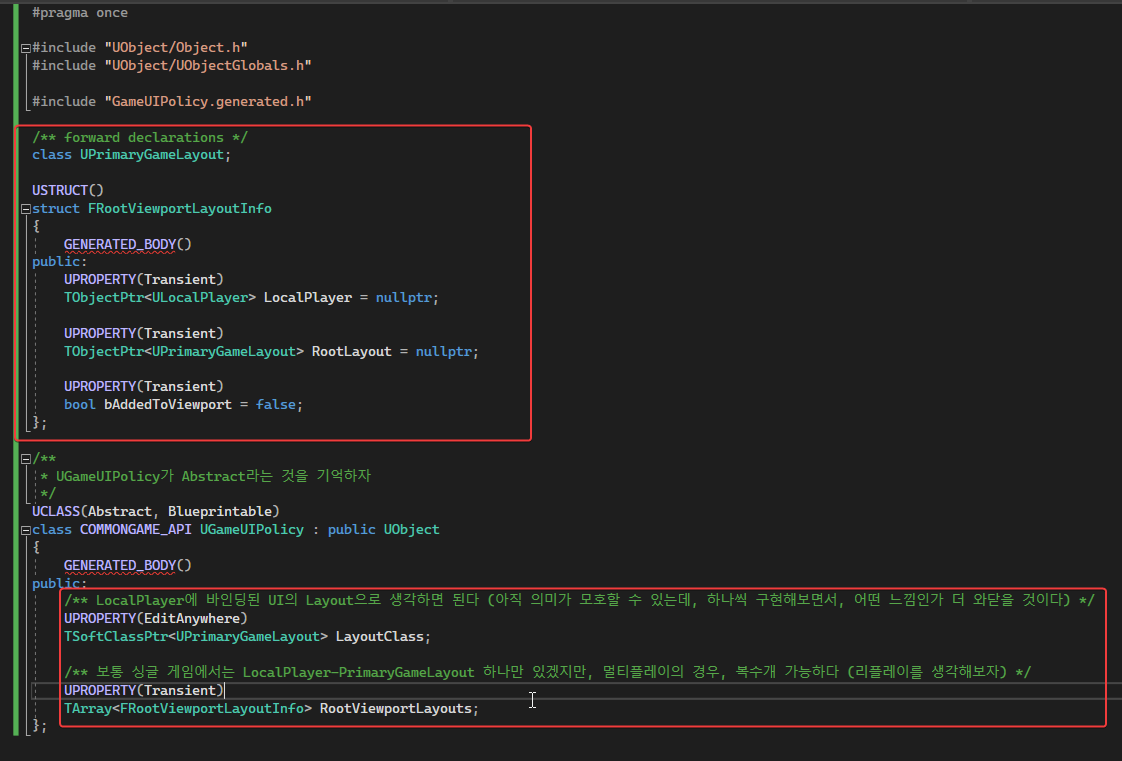 #pragma once
#include "UObject/Object.h"
#include "UObject/UObjectGlobals.h"
#include "GameUIPolicy.generated.h"
/** forward declarations */
class UPrimaryGameLayout;
USTRUCT()
struct FRootViewportLayoutInfo
{
GENERATED_BODY()
public:
UPROPERTY(Transient)
TObjectPtr<ULocalPlayer> LocalPlayer = nullptr;
UPROPERTY(Transient)
TObjectPtr<UPrimaryGameLayout> RootLayout = nullptr;
UPROPERTY(Transient)
bool bAddedToViewport = false;
};
/**
* UGameUIPolicy가 Abstract라는 것을 기억하자
*/
UCLASS(Abstract, Blueprintable)
class COMMONGAME_API UGameUIPolicy : public UObject
{
GENERATED_BODY()
public:
/** LocalPlayer에 바인딩된 UI의 Layout으로 생각하면 된다 (아직 의미가 모호할 수 있는데, 하나씩 구현해보면서, 어떤 느낌인가 더 와닫을 것이다) */
UPROPERTY(EditAnywhere)
TSoftClassPtr<UPrimaryGameLayout> LayoutClass;
/** 보통 싱글 게임에서는 LocalPlayer-PrimaryGameLayout 하나만 있겠지만, 멀티플레이의 경우, 복수개 가능하다 (리플레이를 생각해보자) */
UPROPERTY(Transient)
TArray<FRootViewportLayoutInfo> RootViewportLayouts;
};